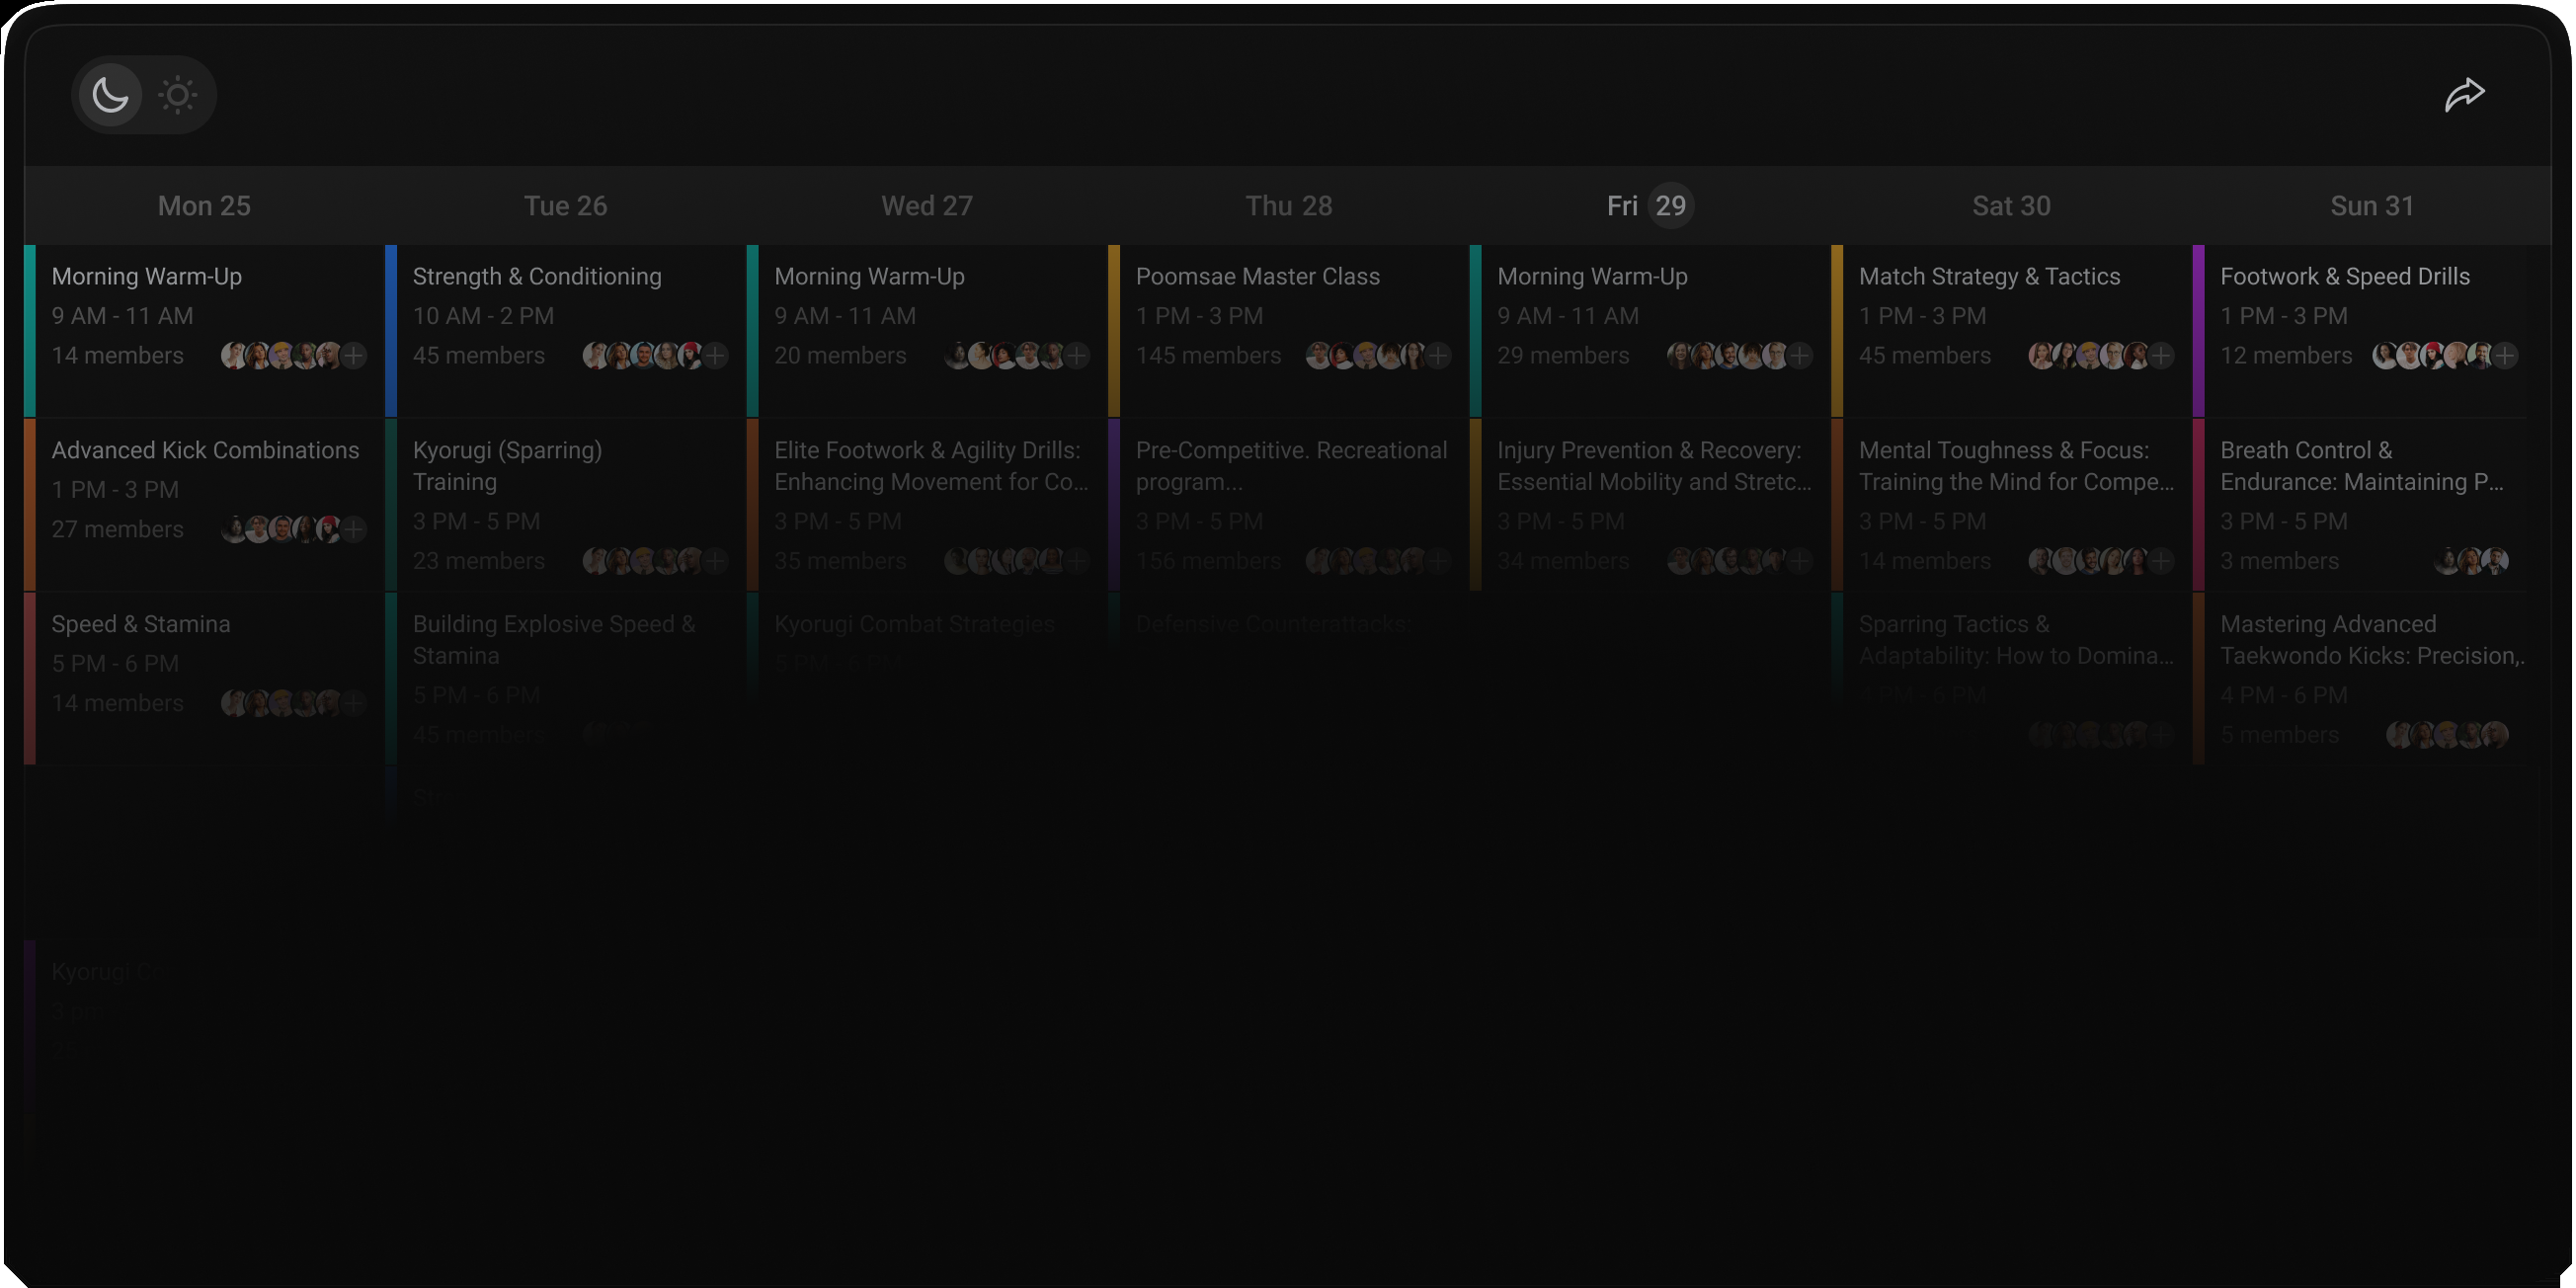 Mon 25
Tue 26
Wed 27
Thu 28
Fri 29
Sat 30
Sun 31
Morning Warm-Up
9 AM - 11 AM
14 members
Strength & Conditioning
10 AM - 2 PM
45 members
Morning Warm-Up
9 AM - 11 AM
20 members
Poomsae Master Class
1 PM - 3 PM
145 members
Morning Warm-Up
9 AM - 11 AM
29 members
Match Strategy & Tactics
1 PM - 3 PM
45 members
Footwork & Speed Drills
1 PM - 3 PM
12 members
Advanced Kick Combinations
1 PM - 3 PM
27 members
Kyorugi (Sparring)
Training
3 PM - 5 PM
23 members
Elite Footwork & Agility Drills:
Enhancing Movement for Co...
3 PM - 5 PM
35 members
Pre-Competitive. Recreational
program...
3 PM - 5 PM
156 members
Injury Prevention & Recovery:
Essential Mobility and Stretc...
3 PM - 5 PM
34 members
Mental Toughness & Focus:
Training the Mind for Compe...
3 PM - 5 PM
14 members
Breath Control &
Endurance: Maintaining P...
3 PM - 5 PM
3 members
Speed & Stamina
5 PM - 6 PM
14 members
Building Explosive Speed &
Stamina
5 PM - 6 PM
45 members
Kyorugi Combat Strategies
Defensive Counterattacks:
Sparring Tactics &
Adaptability: How to Domina...
4 PM - 6 PM
Mastering Advanced
Taekwondo Kicks: Precision,.
4 PM - 6 PM
5 members
Kyorugi